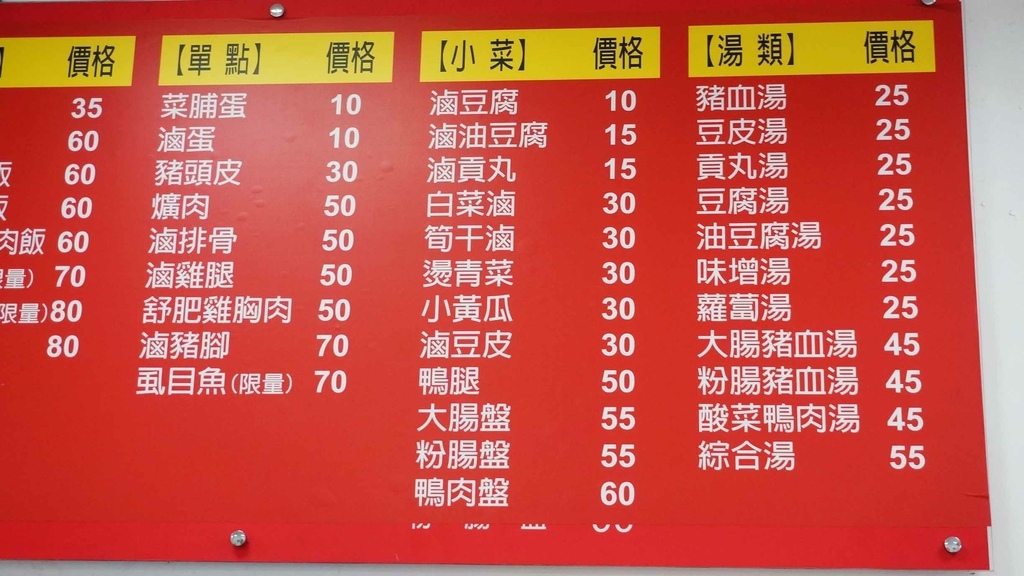 】 價格
35
60
飯 60
飯 60
肉飯 60
限量) 70
限量) 80
80
【單 點】 價格
菜脯蛋 10
滷蛋 10
豬頭皮 30
爌肉 50
滷排骨 50
滷雞腿 50
舒肥雞胸肉 50
滷豬腳 70
虱目魚(限量) 70
【小 菜】 價格
滷豆腐 10
滷油豆腐 15
滷貢丸 15
白菜滷 30
筍干滷 30
燙青菜 30
小黃瓜 30
滷豆皮 30
鴨腿 50
大腸盤 55
粉腸盤 55
鴨肉盤 60
【湯 類】 價格
豬血湯 25
豆皮湯 25
貢丸湯 25
豆腐湯 25
油豆腐湯 25
味增湯 25
蘿蔔湯 25
大腸豬血湯 45
粉腸豬血湯 45
酸菜鴨肉湯 45
綜合湯 55